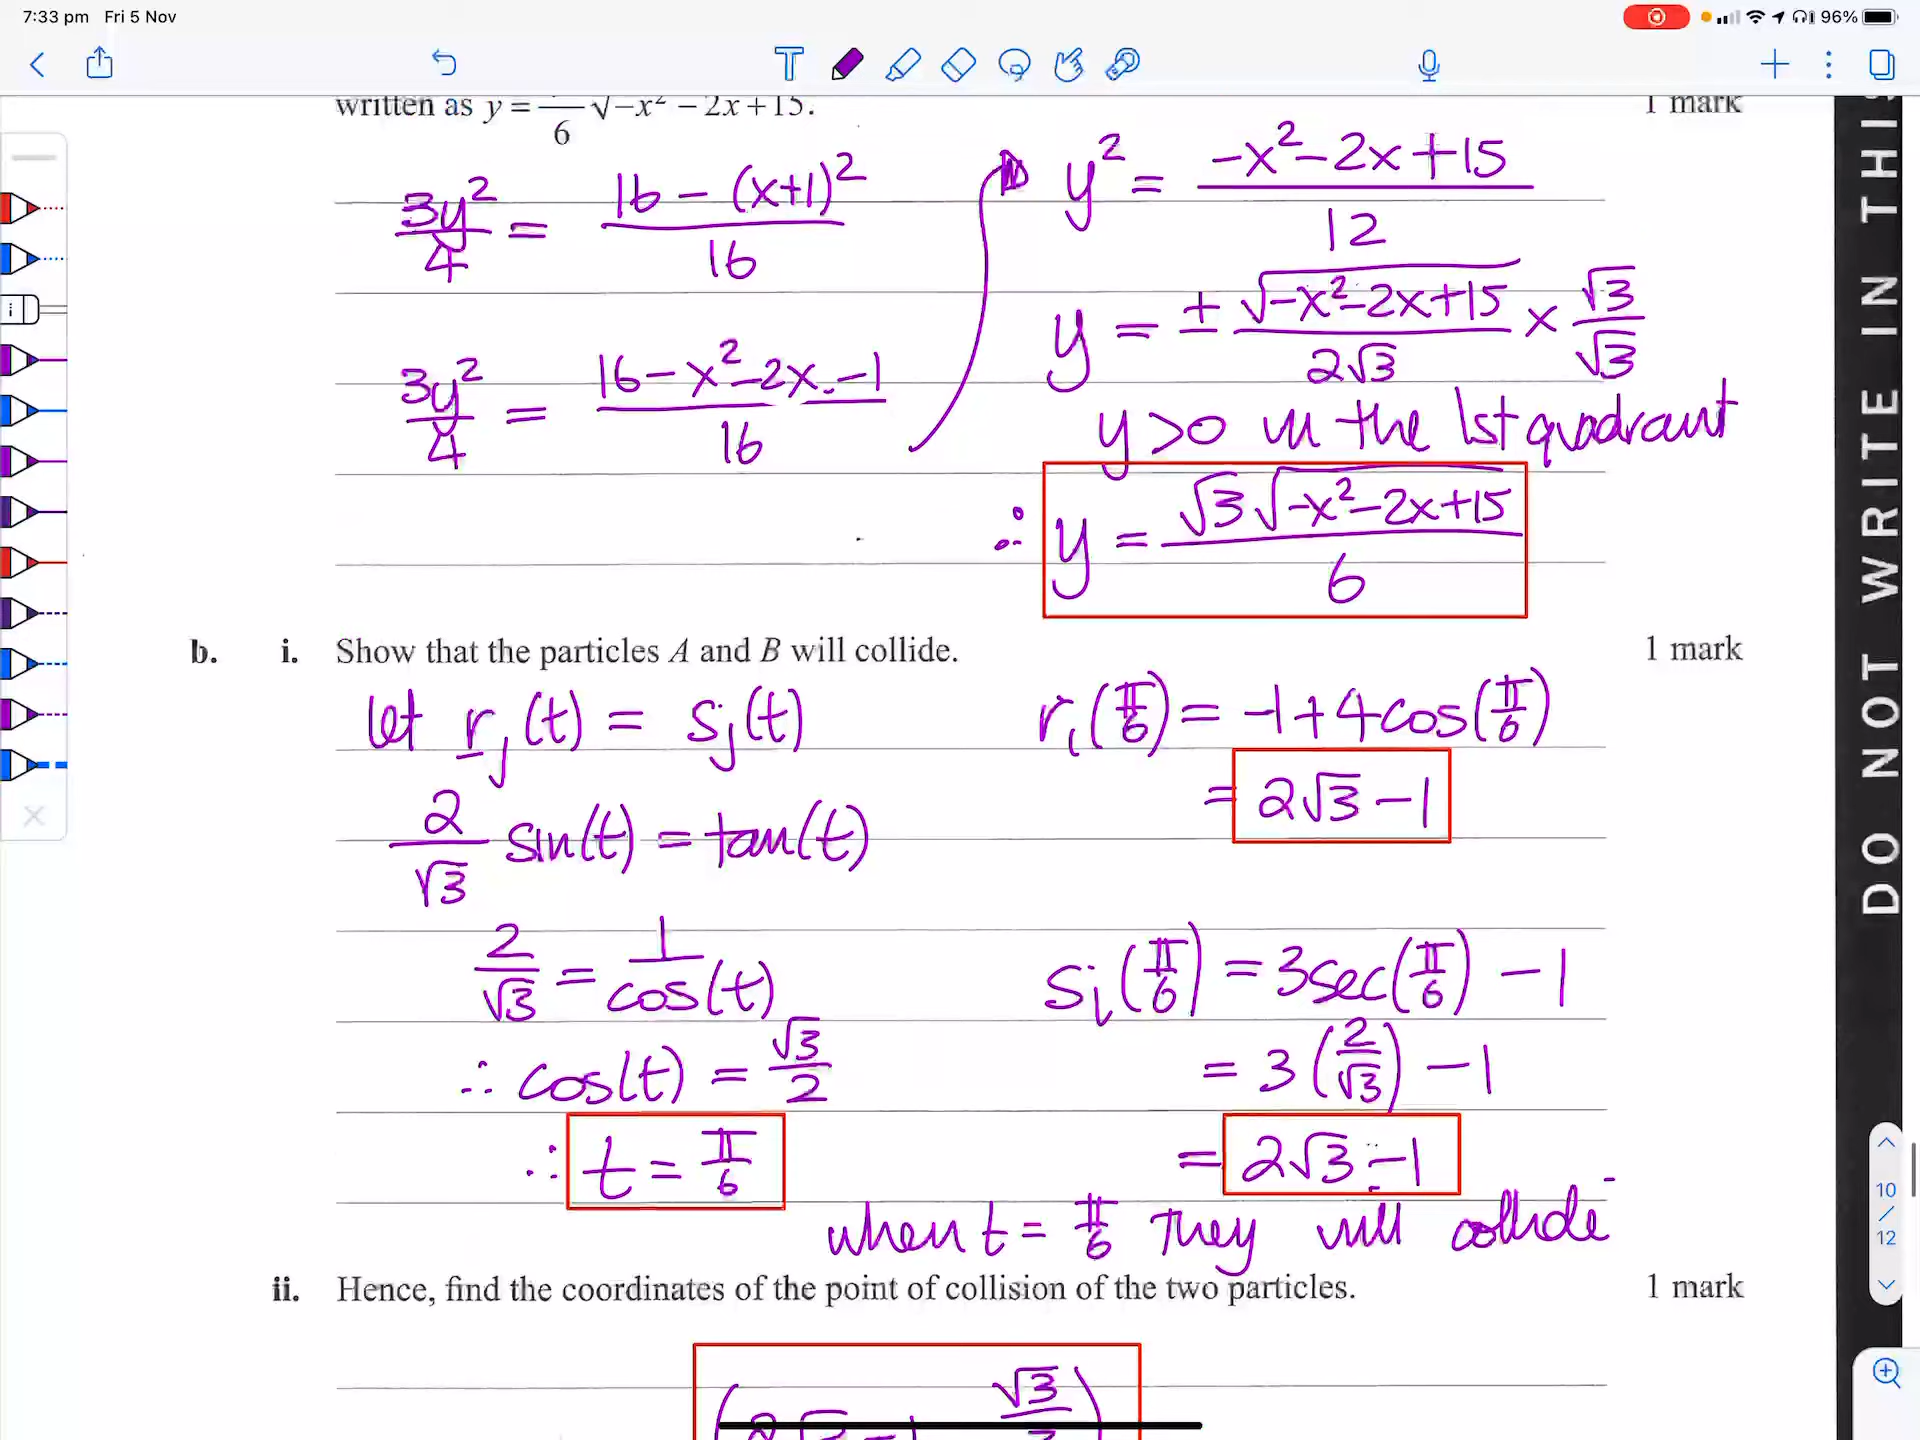 7:33 pm Fri 5 Nov
96%
written as y = — √−x² − 2x + 15.
6
1 mark
3y²/4 = (16 − (x+1)²)/16
3y²/4 = (16 − x² − 2x − 1)/16
y² = (−x² − 2x + 15)/12
y = ± √(−x² − 2x + 15)/(2√3) × √3/√3
y > 0 in the 1st quadrant
∴ y = √3 √(−x² − 2x + 15)/6
b. i. Show that the particles A and B will collide.
1 mark
let r_j(t) = s_j(t)
2/√3 sin(t) = tan(t)
2/√3 = 1/cos(t)
∴ cos(t) = √3/2
∴ t = π/6
r_i(π/6) = −1 + 4cos(π/6)
= 2√3 − 1
s_i(π/6) = 3sec(π/6) − 1
= 3(2/√3) − 1
= 2√3 − 1
when t = π/6 they will collide
ii. Hence, find the coordinates of the point of collision of the two particles.
1 mark
DO NOT WRITE IN THIS
10
/
12